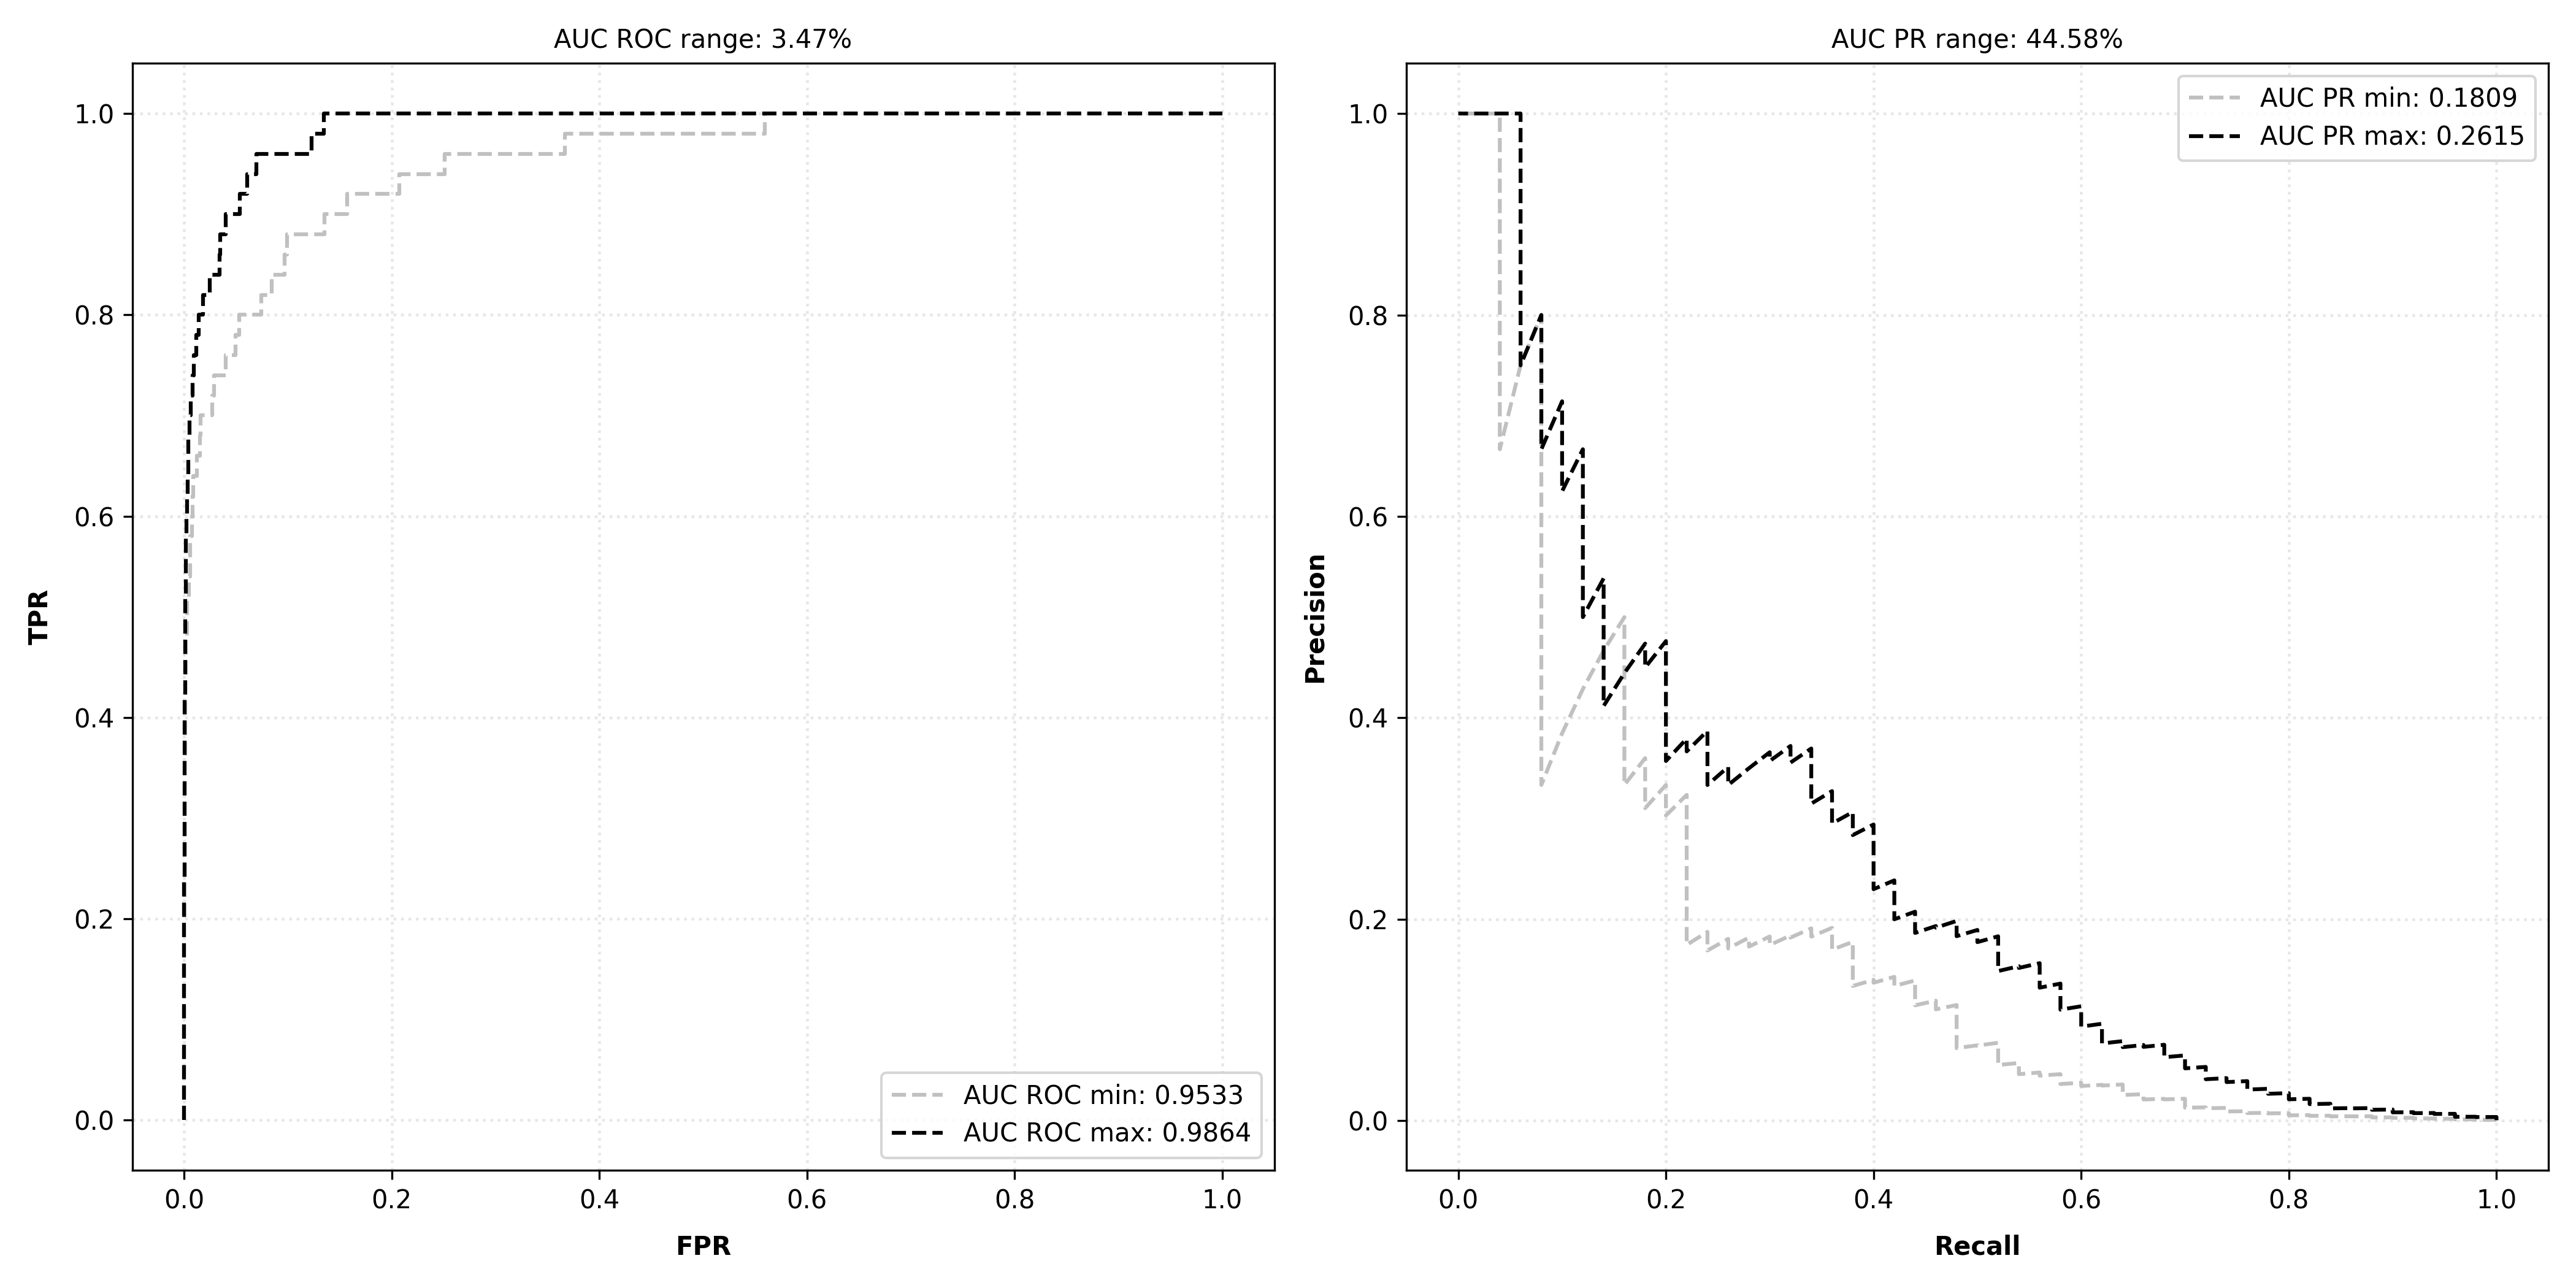 AUC ROC range: 3.47%
TPR
1.0
0.8
0.6
0.4
0.2
0.0
0.0 0.2 0.4 0.6 0.8 1.0
FPR
AUC ROC min: 0.9533
AUC ROC max: 0.9864
AUC PR range: 44.58%
Precision
1.0
0.8
0.6
0.4
0.2
0.0
0.0 0.2 0.4 0.6 0.8 1.0
Recall
AUC PR min: 0.1809
AUC PR max: 0.2615